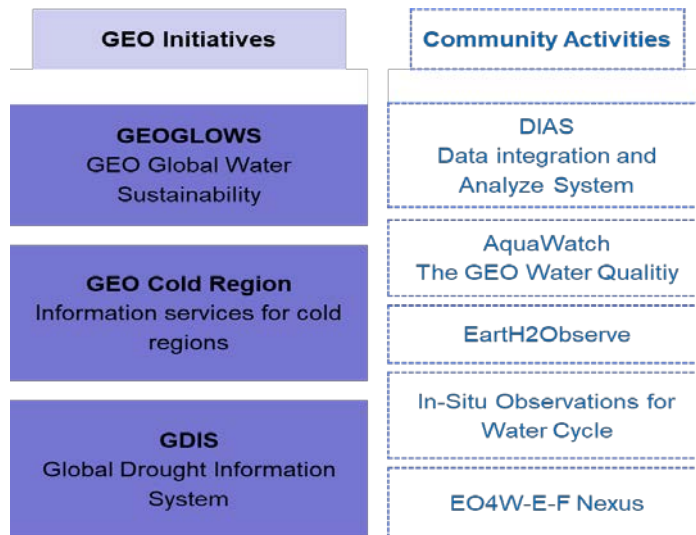 GEO Initiatives
GEOGLOWS
GEO Global Water
Sustainability
GEO Cold Region
Information services for cold
regions
GDIS
Global Drought Information
System
Community Activities
DIAS
Data integration and
Analyze System
AquaWatch
The GEO Water Qualitiy
EartH2Observe
In-Situ Observations for
Water Cycle
EO4W-E-F Nexus